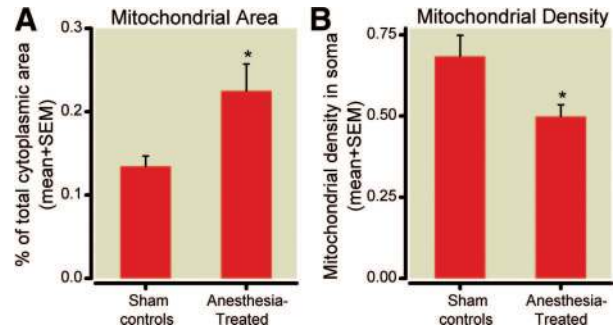 A
Mitochondrial Area
% of total cytoplasmic area
(mean+SEM)
0.3
0.2
0.1
0.0
*
Sham
controls
Anesthesia-
Treated
B
Mitochondrial Density
Mitochondrial density in soma
(mean+SEM)
0.75
0.50
0.25
0.00
*
Sham
controls
Anesthesia-
Treated